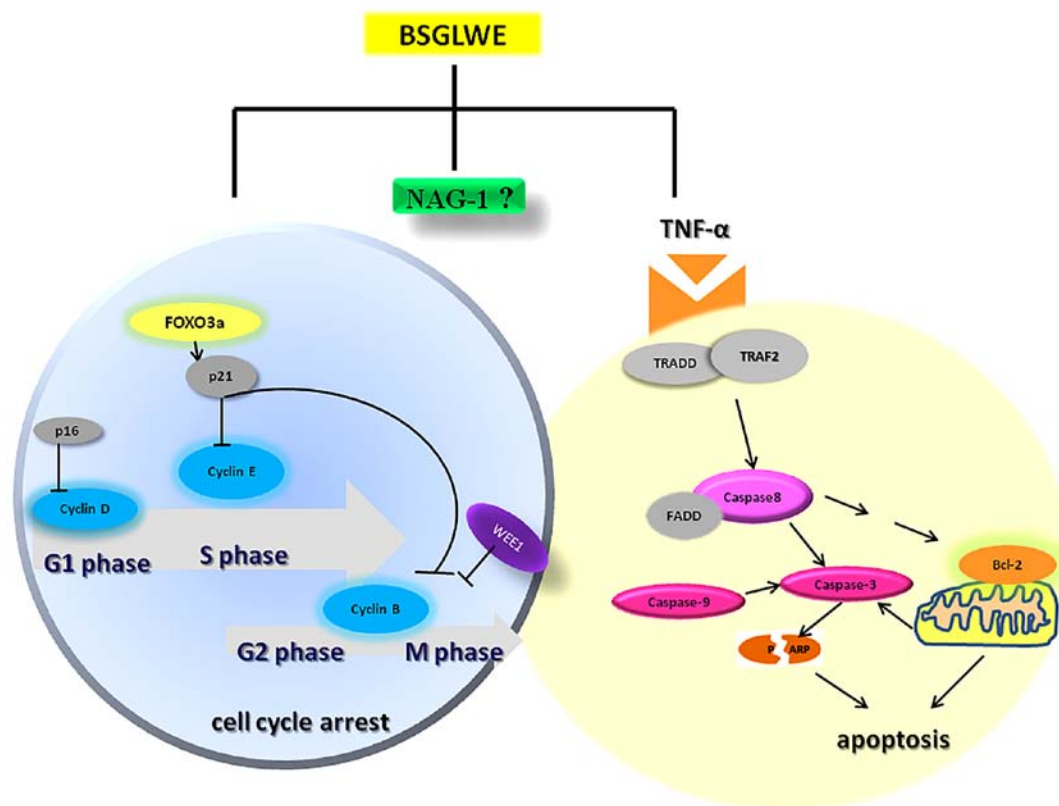 BSGLWE
NAG-1 ?
TNF-α
FOXO3a
p21
p16
Cyclin E
Cyclin D
G1 phase
S phase
WEE1
Cyclin B
G2 phase
M phase
cell cycle arrest
TRADD
TRAF2
Caspase8
FADD
Bcl-2
Caspase-3
Caspase-9
P ARP
apoptosis